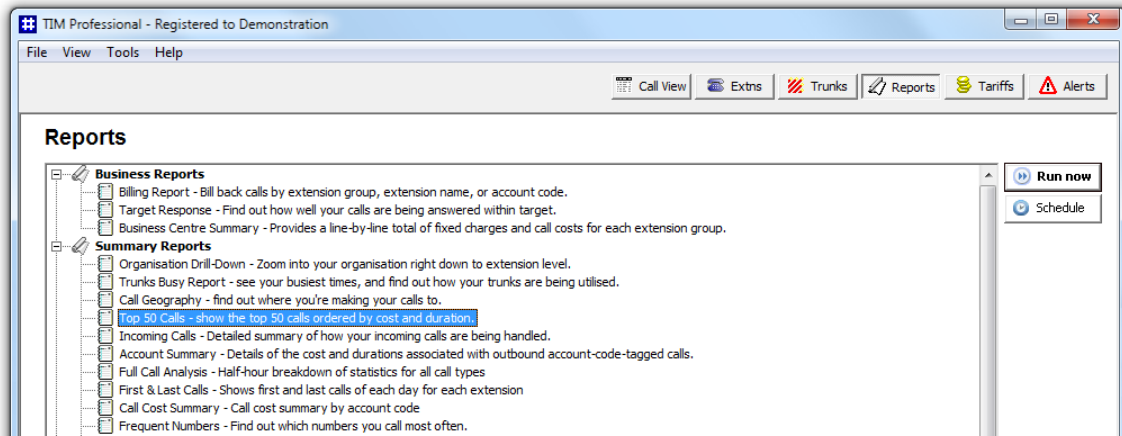 TIM Professional - Registered to Demonstration
File View Tools Help
Call View Extns Trunks Reports Tariffs Alerts
Reports
Business Reports
Run now
Billing Report - Bill back calls by extension group, extension name, or account code.
Target Response - Find out how well your calls are being answered within target.
Schedule
Business Centre Summary - Provides a line-by-line total of fixed charges and call costs for each extension group.
Summary Reports
Organisation Drill-Down - Zoom into your organisation right down to extension level.
Trunks Busy Report - see your busiest times, and find out how your trunks are being utilised.
Call Geography - find out where you're making your calls to.
Top 50 Calls - show the top 50 calls ordered by cost and duration.
Incoming Calls - Detailed summary of how your incoming calls are being handled.
Account Summary - Details of the cost and durations associated with outbound account-code-tagged calls.
Full Call Analysis - Half-hour breakdown of statistics for all call types
First & Last Calls - Shows first and last calls of each day for each extension
Call Cost Summary - Call cost summary by account code
Frequent Numbers - Find out which numbers you call most often.